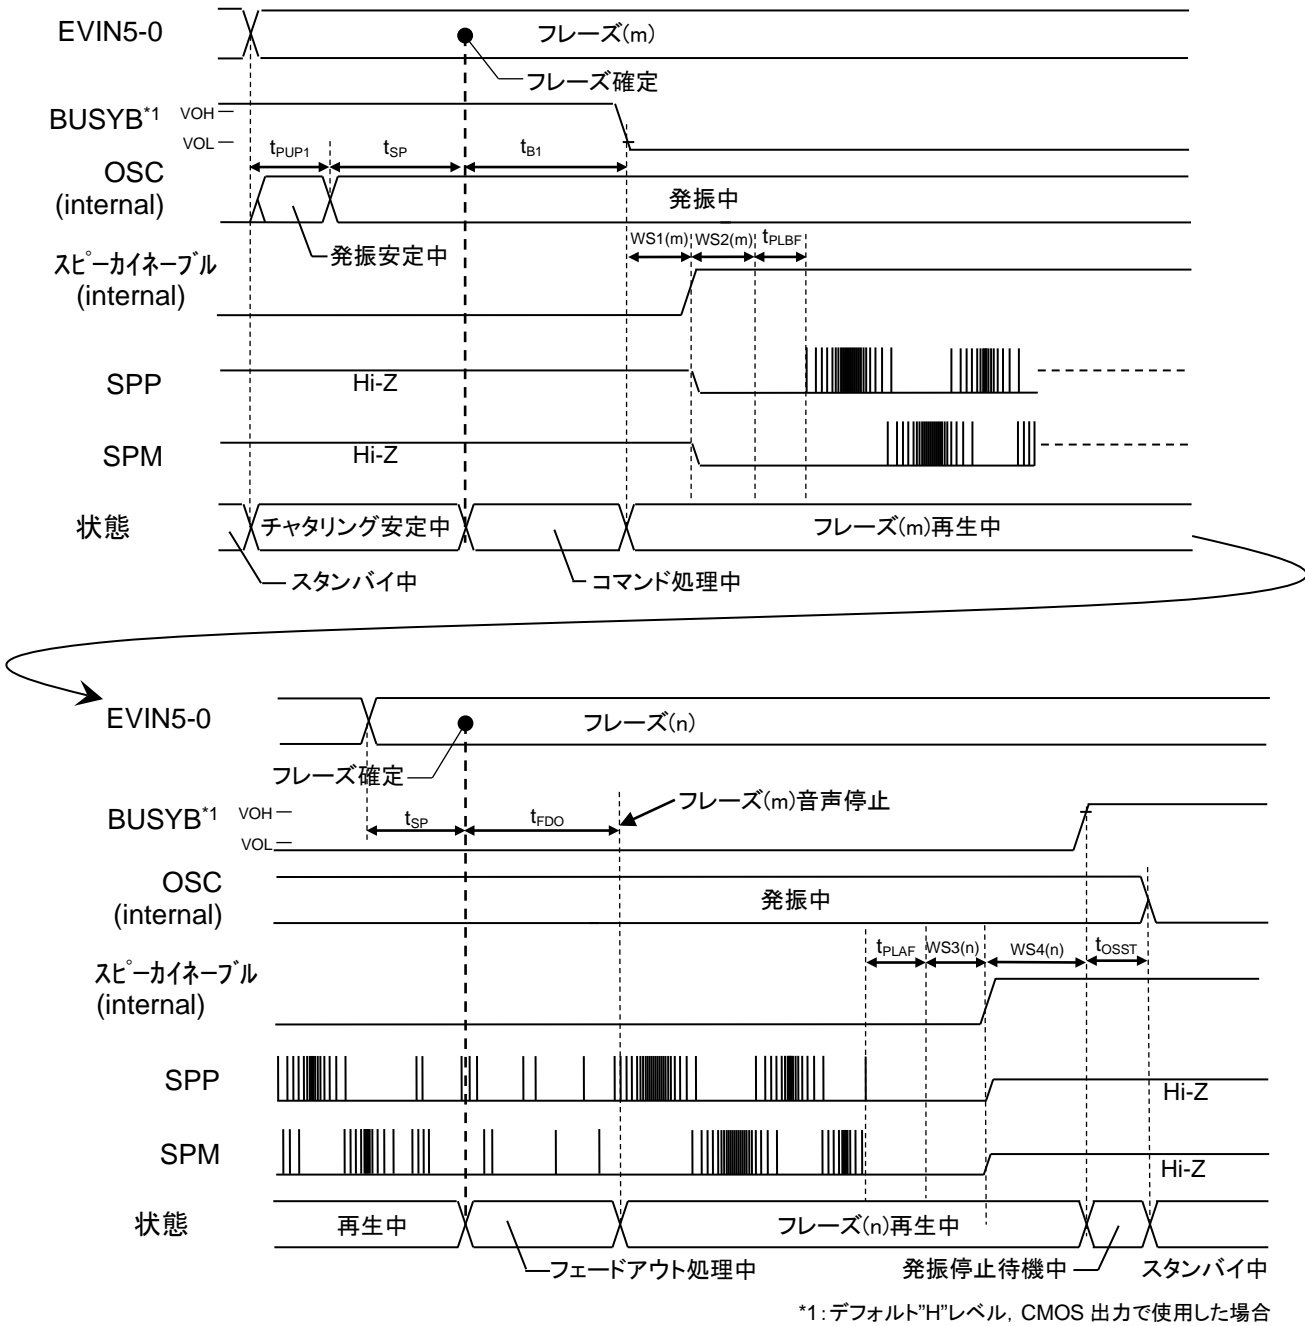 EVIN5-0
フレーズ(m)
フレーズ確定
BUSYB*1
VOH
VOL
tPUP1
tSP
tB1
OSC
(internal)
発振中
発振安定中
WS1(m)
WS2(m)
tPLBF
スピーカイネーブル
(internal)
SPP
Hi-Z
SPM
Hi-Z
状態
チャタリング安定中
フレーズ(m)再生中
スタンバイ中
コマンド処理中
EVIN5-0
フレーズ(n)
フレーズ確定
フレーズ(m)音声停止
BUSYB*1
VOH
VOL
tSP
tFDO
OSC
(internal)
発振中
tPLAF
WS3(n)
WS4(n)
tOSST
スピーカイネーブル
(internal)
SPP
Hi-Z
SPM
Hi-Z
状態
再生中
フレーズ(n)再生中
フェードアウト処理中
発振停止待機中
スタンバイ中
*1:デフォルト"H"レベル, CMOS 出力で使用した場合